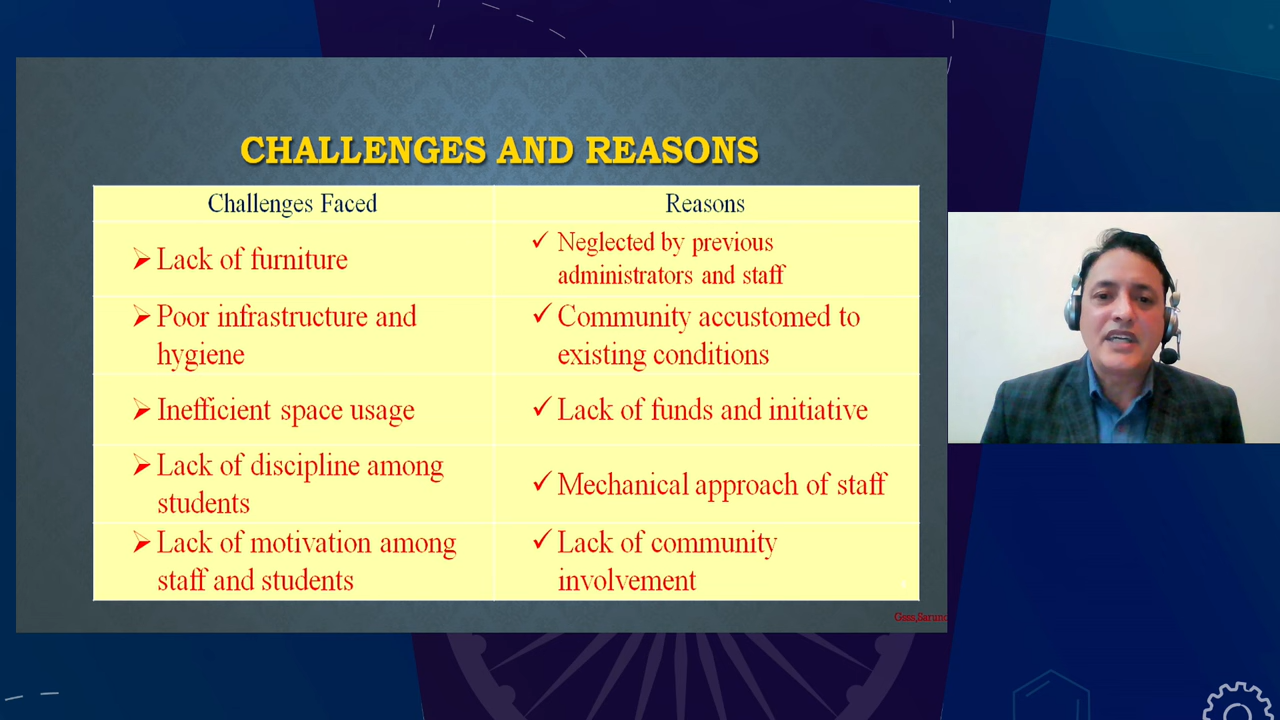 CHALLENGES AND REASONS
Challenges Faced
Reasons
Lack of furniture
Neglected by previous
administrators and staff
Poor infrastructure and
hygiene
Community accustomed to
existing conditions
Inefficient space usage
Lack of funds and initiative
Lack of discipline among
students
Mechanical approach of staff
Lack of motivation among
staff and students
Lack of community
involvement